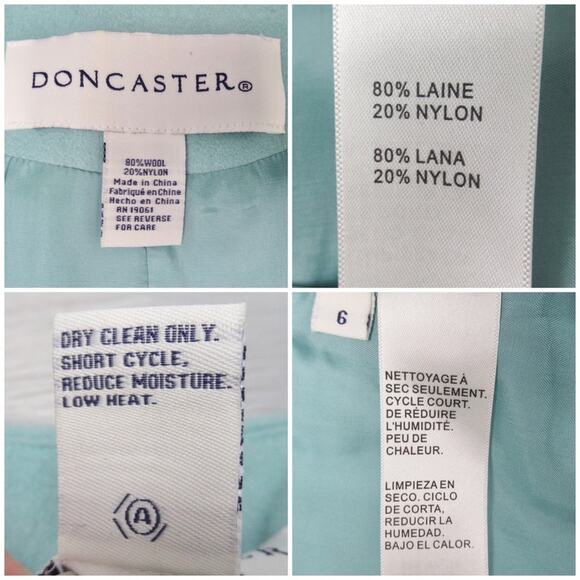 DONCASTER®
80%WOOL
20%NYLON
Made in China
Fabriqué en Chine
Hecho en China
RN 19061
SEE REVERSE
FOR CARE
80% LAINE
20% NYLON
80% LANA
20% NYLON
DRY CLEAN ONLY.
SHORT CYCLE,
REDUCE MOISTURE.
LOW HEAT.
A
6
NETTOYAGE À
SEC SEULEMENT.
CYCLE COURT.
DE RÉDUIRE
L'HUMIDITÉ.
PEU DE
CHALEUR.
LIMPIEZA EN
SECO. CICLO
DE CORTA,
REDUCIR LA
HUMEDAD.
BAJO EL CALOR.